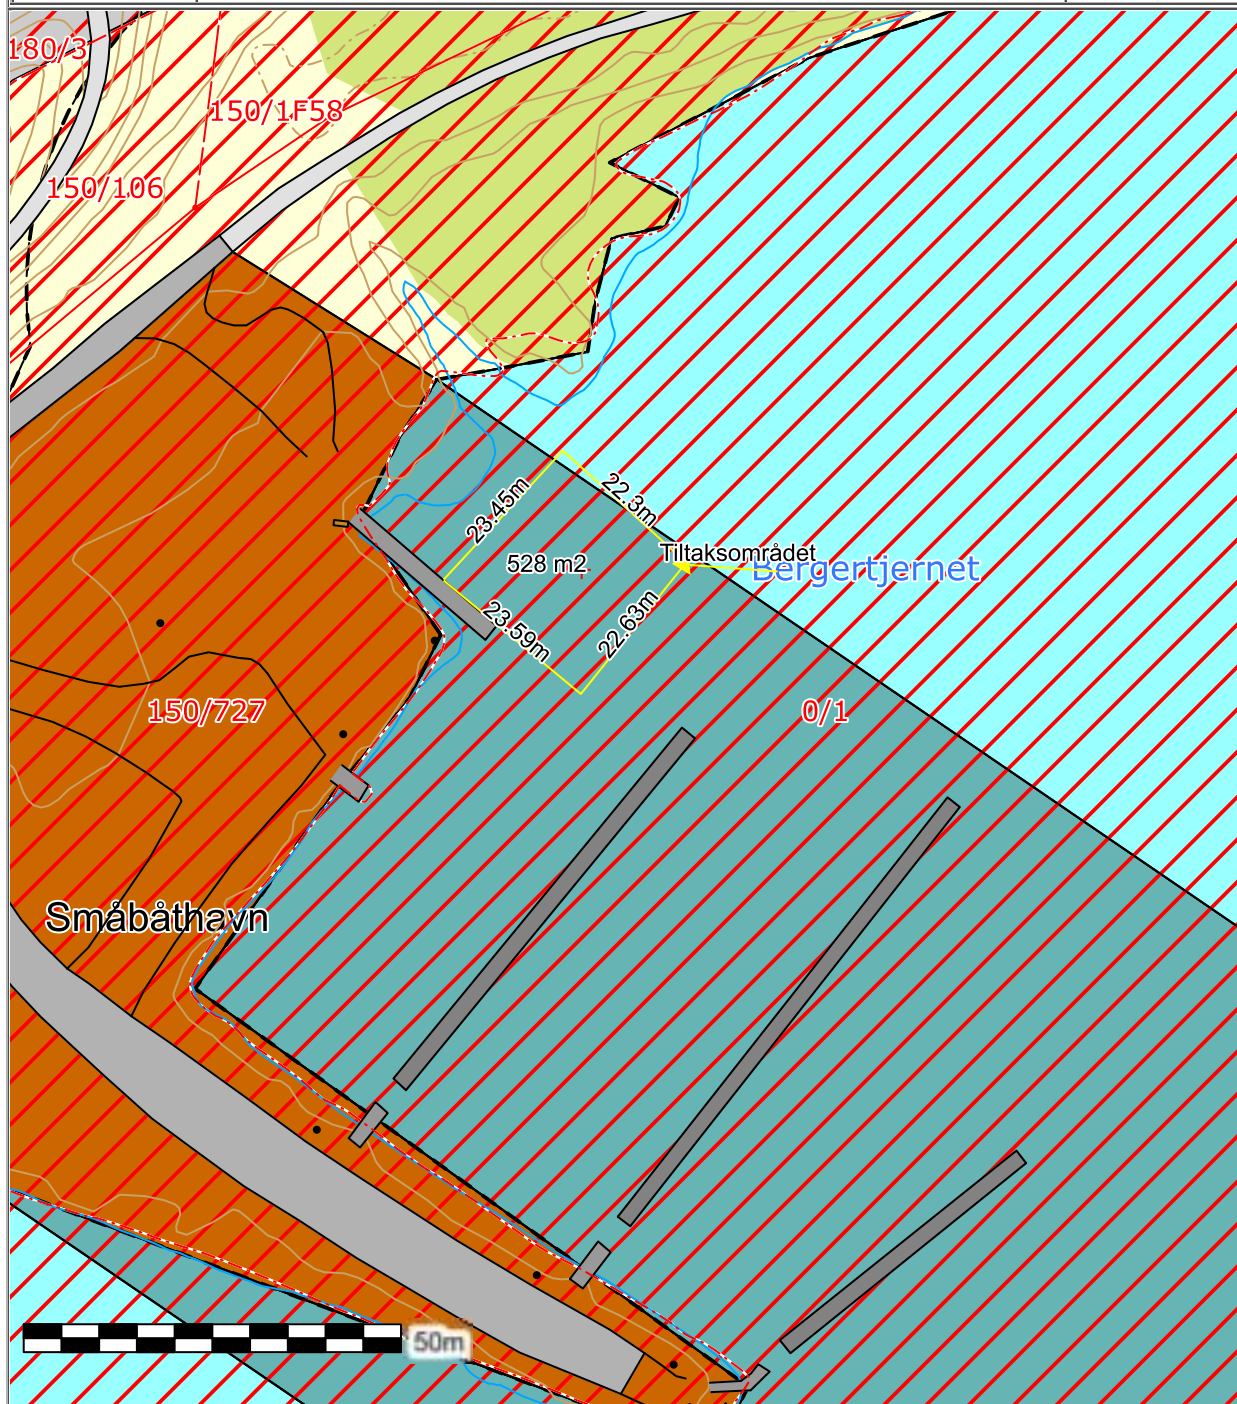 180/3
150/1F58
150/106
23.45m
22.3m
Tiltaksområdet
528 m2
Bergertjernet
23.59m
22.63m
150/727
0/1
Småbåthavn
50m